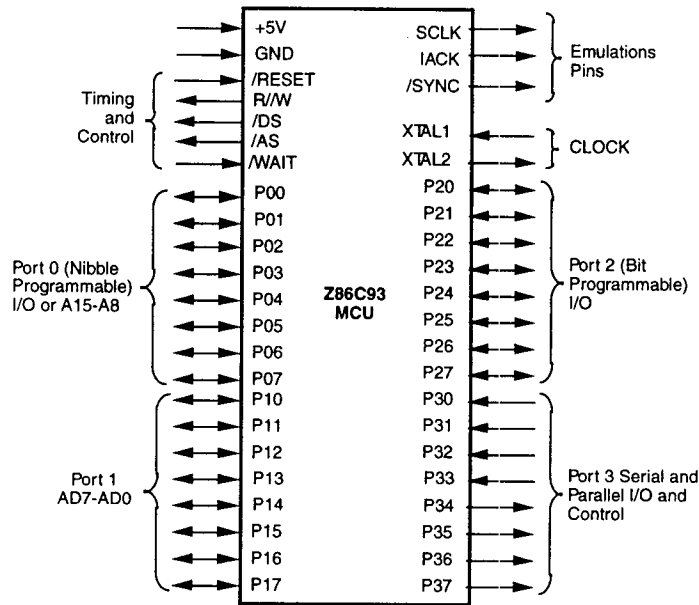 +5V
GND
/RESET
R//W
/DS
/AS
/WAIT
Timing
and
Control
P00
P01
P02
P03
P04
P05
P06
P07
Port 0 (Nibble
Programmable)
I/O or A15-A8
P10
P11
P12
P13
P14
P15
P16
P17
Port 1
AD7-AD0
Z86C93
MCU
SCLK
IACK
/SYNC
Emulations
Pins
XTAL1
XTAL2
CLOCK
P20
P21
P22
P23
P24
P25
P26
P27
Port 2 (Bit
Programmable)
I/O
P30
P31
P32
P33
P34
P35
P36
P37
Port 3 Serial and
Parallel I/O and
Control